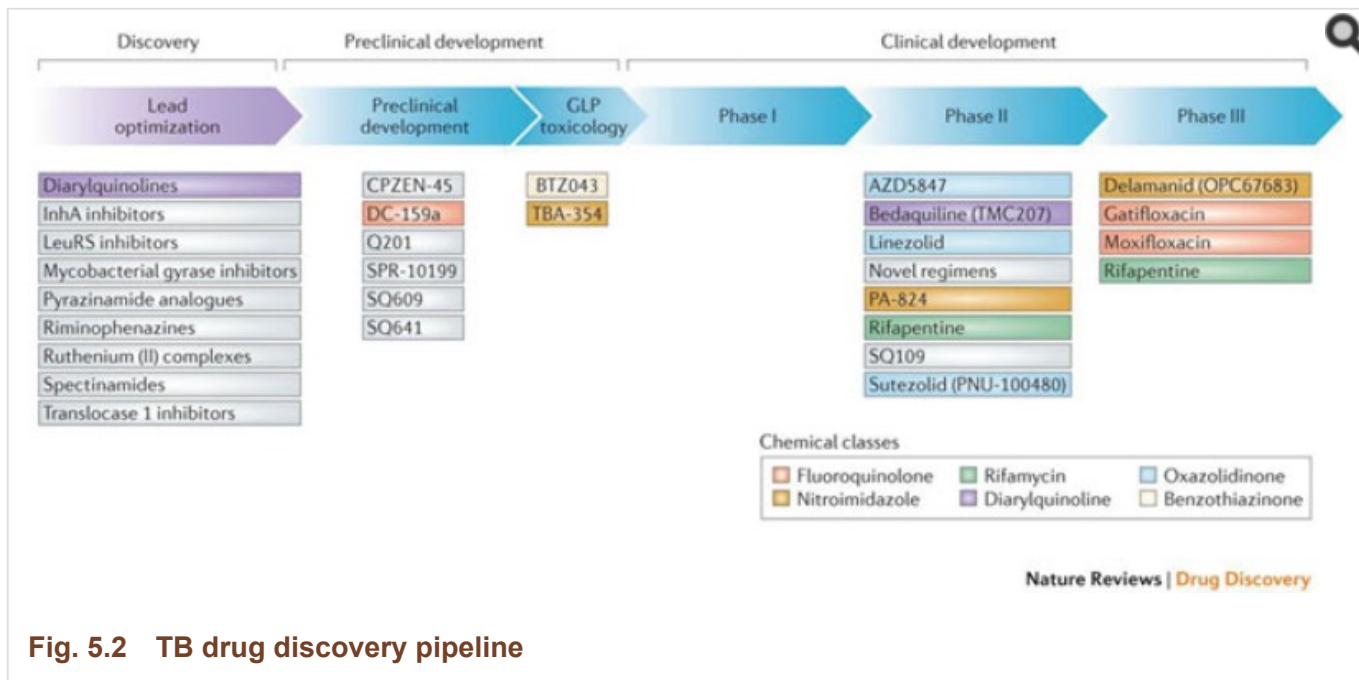 Discovery
Preclinical development
Clinical development
Lead
optimization
Preclinical
development
GLP
toxicology
Phase I
Phase II
Phase III
Diarylquinolines
InhA inhibitors
LeuRS inhibitors
Mycobacterial gyrase inhibitors
Pyrazinamide analogues
Riminophenazines
Ruthenium (II) complexes
Spectinamides
Translocase 1 inhibitors
CPZEN-45
DC-159a
Q201
SPR-10199
SQ609
SQ641
BTZ043
TBA-354
AZD5847
Bedaquiline (TMC207)
Linezolid
Novel regimens
PA-824
Rifapentine
SQ109
Sutezolid (PNU-100480)
Delamanid (OPC67683)
Gatifloxacin
Moxifloxacin
Rifapentine
Chemical classes
Fluoroquinolone
Rifamycin
Oxazolidinone
Nitroimidazole
Diarylquinoline
Benzothiazinone
Nature Reviews | Drug Discovery
Fig. 5.2 TB drug discovery pipeline